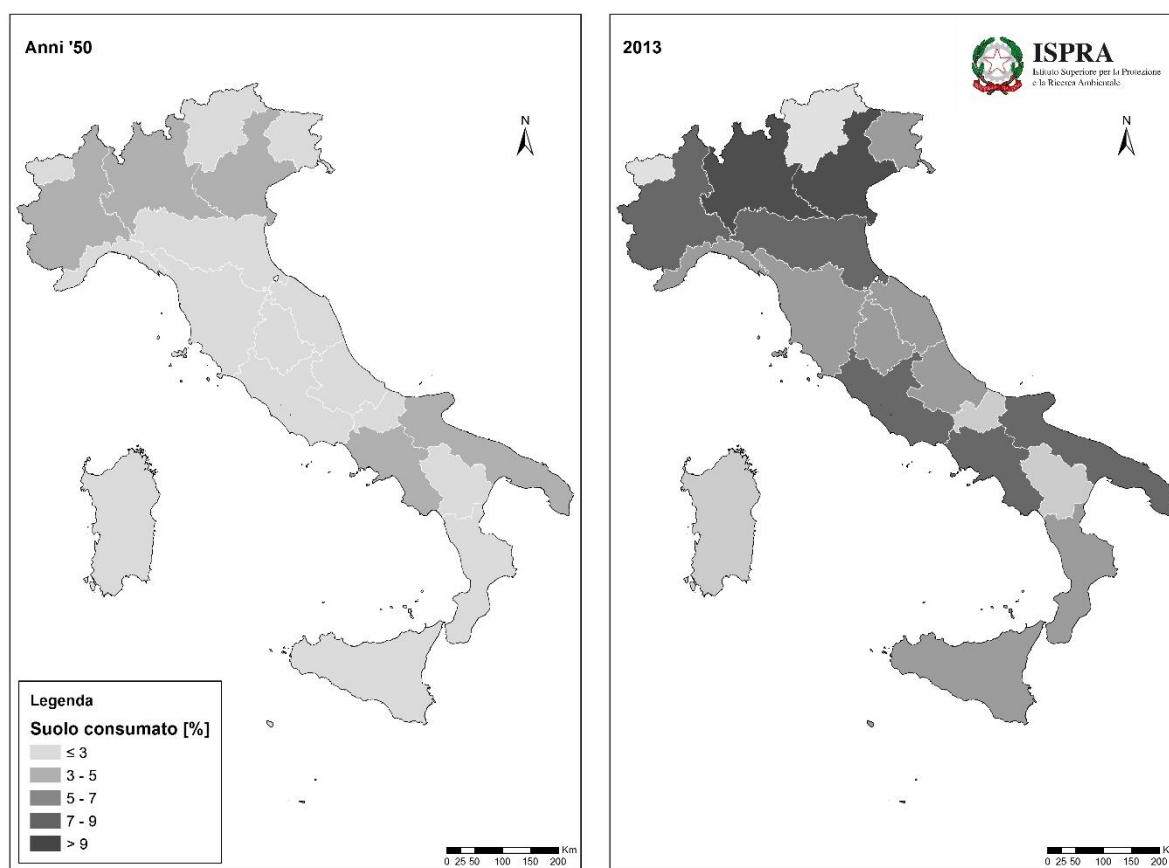 Anni '50
N
Legenda
Suolo consumato [%]
≤ 3
3 - 5
5 - 7
7 - 9
> 9
Km
0 25 50 100 150 200
2013
ISPRA
Istituto Superiore per la Protezione
e la Ricerca Ambientale
N
K
0 25 50 100 150 200